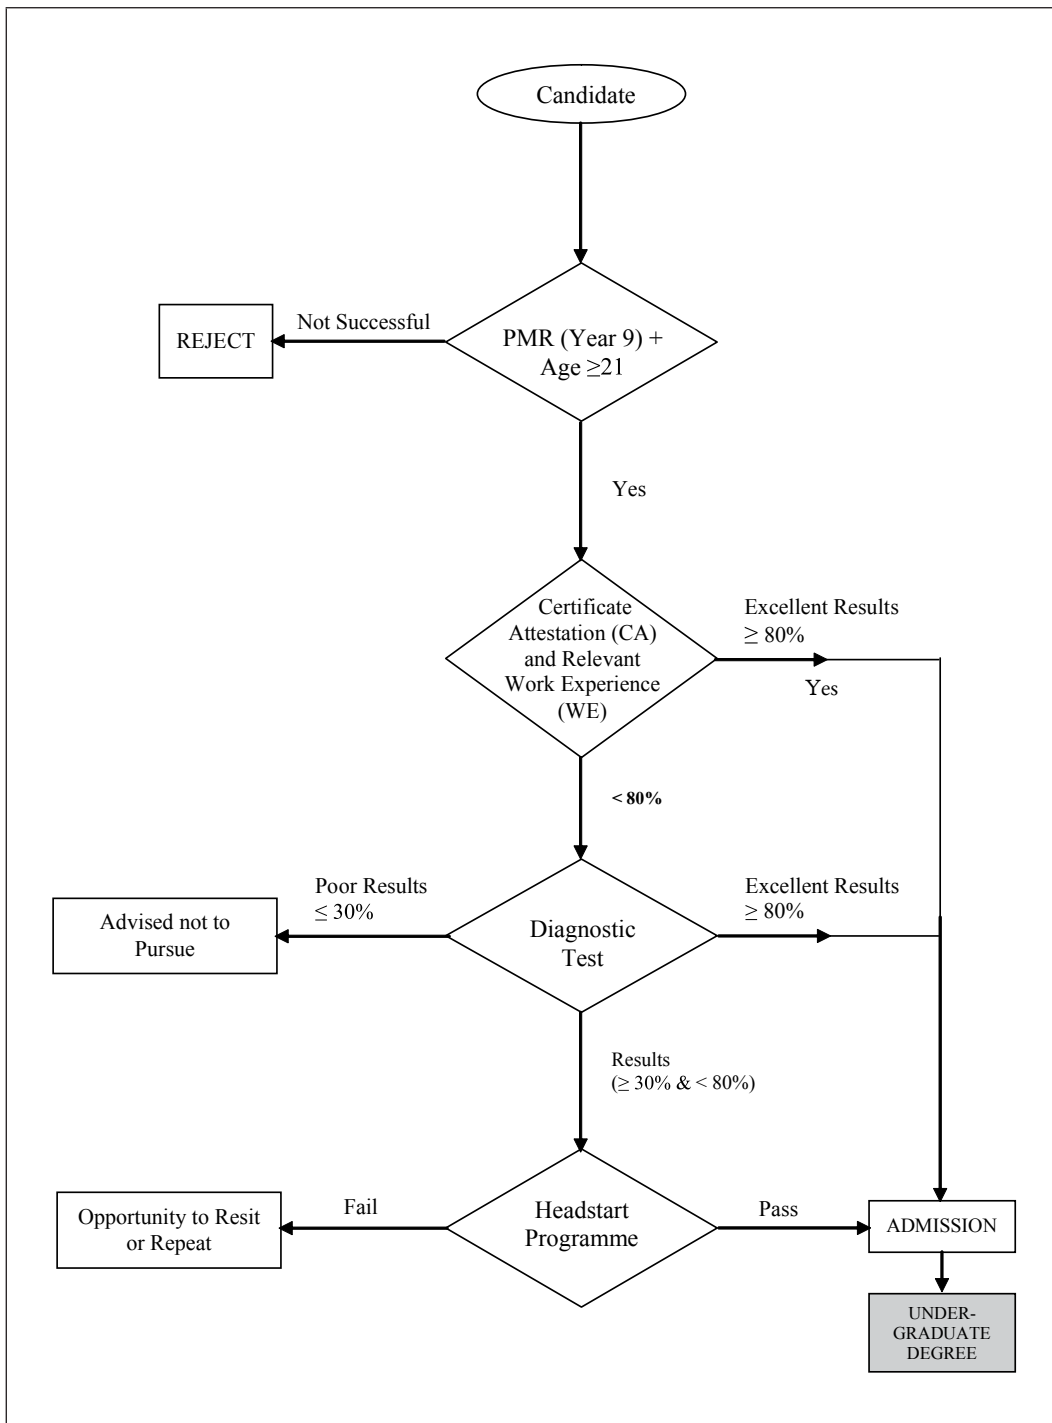 Candidate
Not Successful
REJECT
PMR (Year 9) +
Age ≥21
Yes
Certificate
Attestation (CA)
and Relevant
Work Experience
(WE)
Excellent Results
≥ 80%
Yes
< 80%
Poor Results
≤ 30%
Excellent Results
≥ 80%
Advised not to
Pursue
Diagnostic
Test
Results
(≥ 30% & < 80%)
Opportunity to Resit
or Repeat
Fail
Headstart
Programme
Pass
ADMISSION
UNDER-
GRADUATE
DEGREE